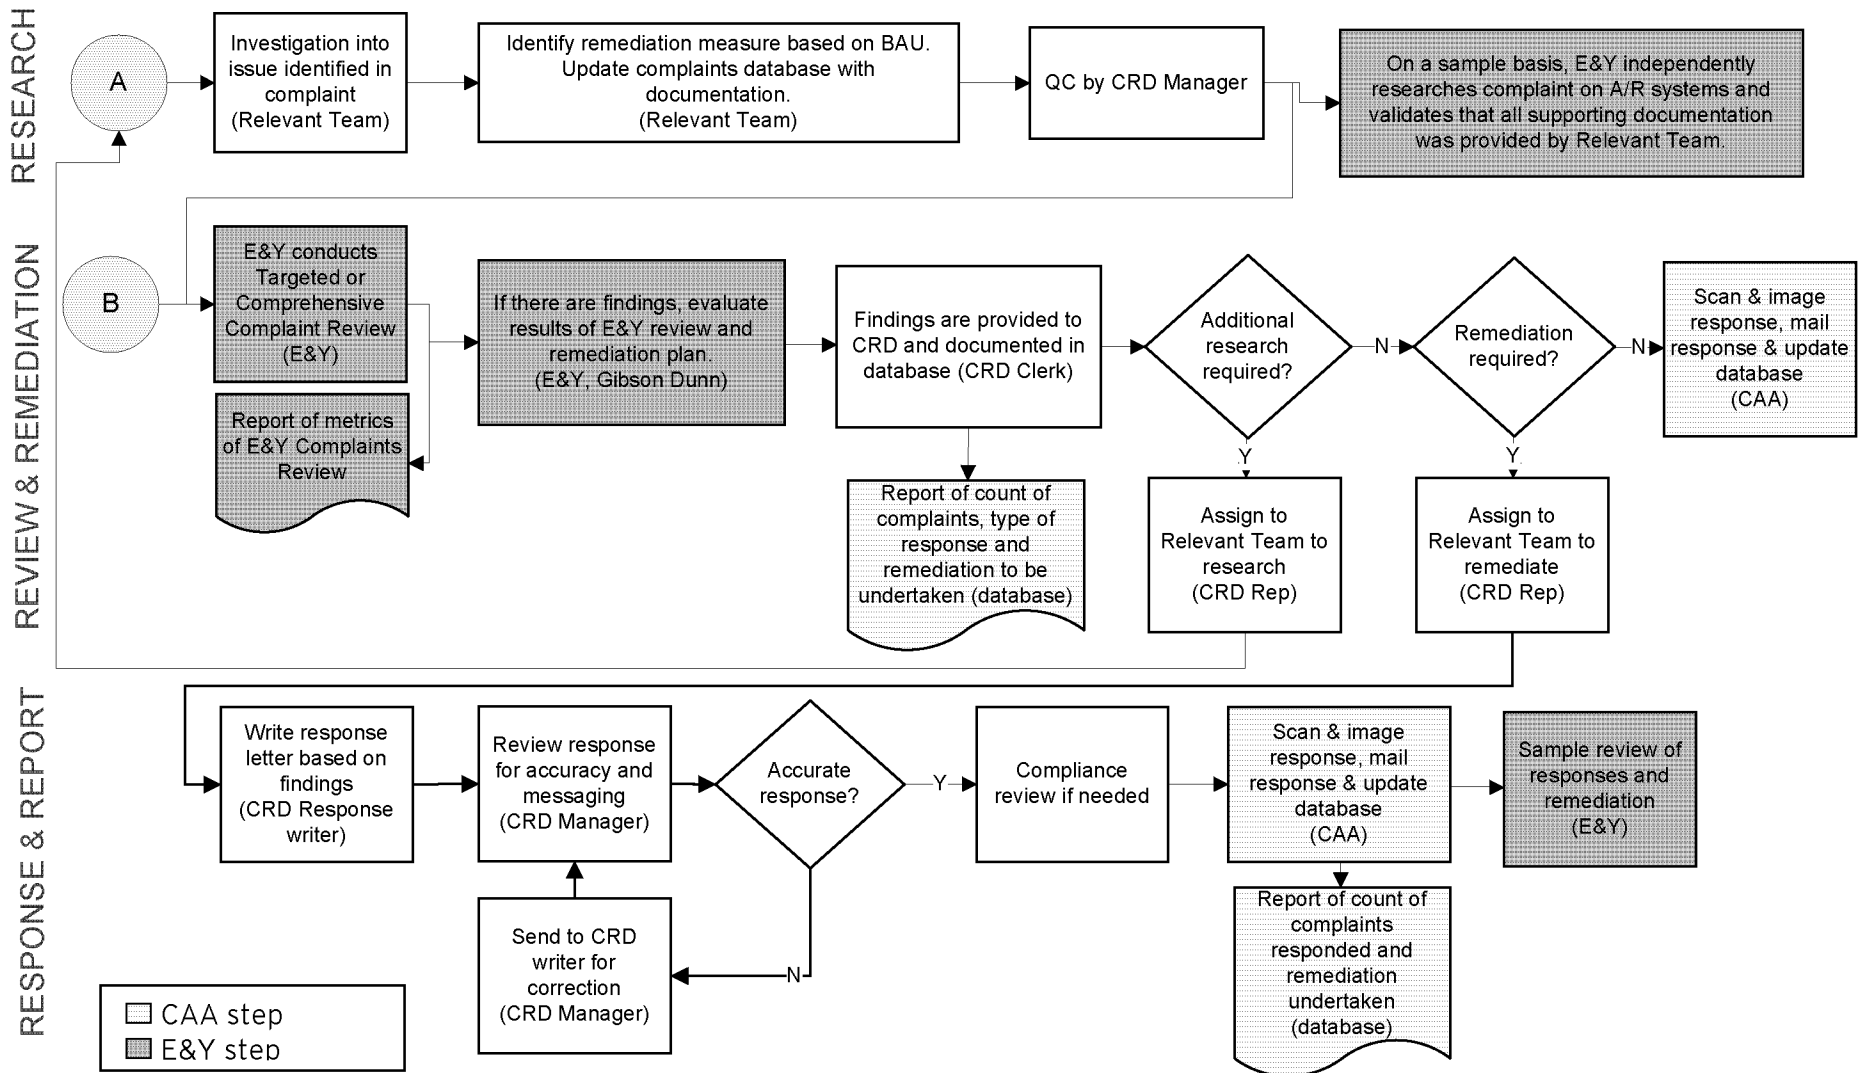 RESEARCH
A
Investigation into
issue identified in
complaint
(Relevant Team)
Identify remediation measure based on BAU.
Update complaints database with
documentation.
(Relevant Team)
QC by CRD Manager
On a sample basis, E&Y independently
researches complaint on A/R systems and
validates that all supporting documentation
was provided by Relevant Team.
REVIEW & REMEDIATION
B
E&Y conducts
Targeted or
Comprehensive
Complaint Review
(E&Y)
Report of metrics
of E&Y Complaints
Review
If there are findings, evaluate
results of E&Y review and
remediation plan.
(E&Y, Gibson Dunn)
Findings are provided to
CRD and documented in
database (CRD Clerk)
Report of count of
complaints, type of
response and
remediation to be
undertaken (database)
Additional
research
required?
N
Y
Assign to
Relevant Team to
research
(CRD Rep)
Remediation
required?
N
Y
Assign to
Relevant Team to
remediate
(CRD Rep)
Scan & image
response, mail
response & update
database
(CAA)
RESPONSE & REPORT
Write response
letter based on
findings
(CRD Response
writer)
Review response
for accuracy and
messaging
(CRD Manager)
Accurate
response?
Y
N
Send to CRD
writer for
correction
(CRD Manager)
Compliance
review if needed
Scan & image
response, mail
response & update
database
(CAA)
Report of count of
complaints
responded and
remediation
undertaken
(database)
Sample review of
responses and
remediation
(E&Y)
CAA step
E&Y step